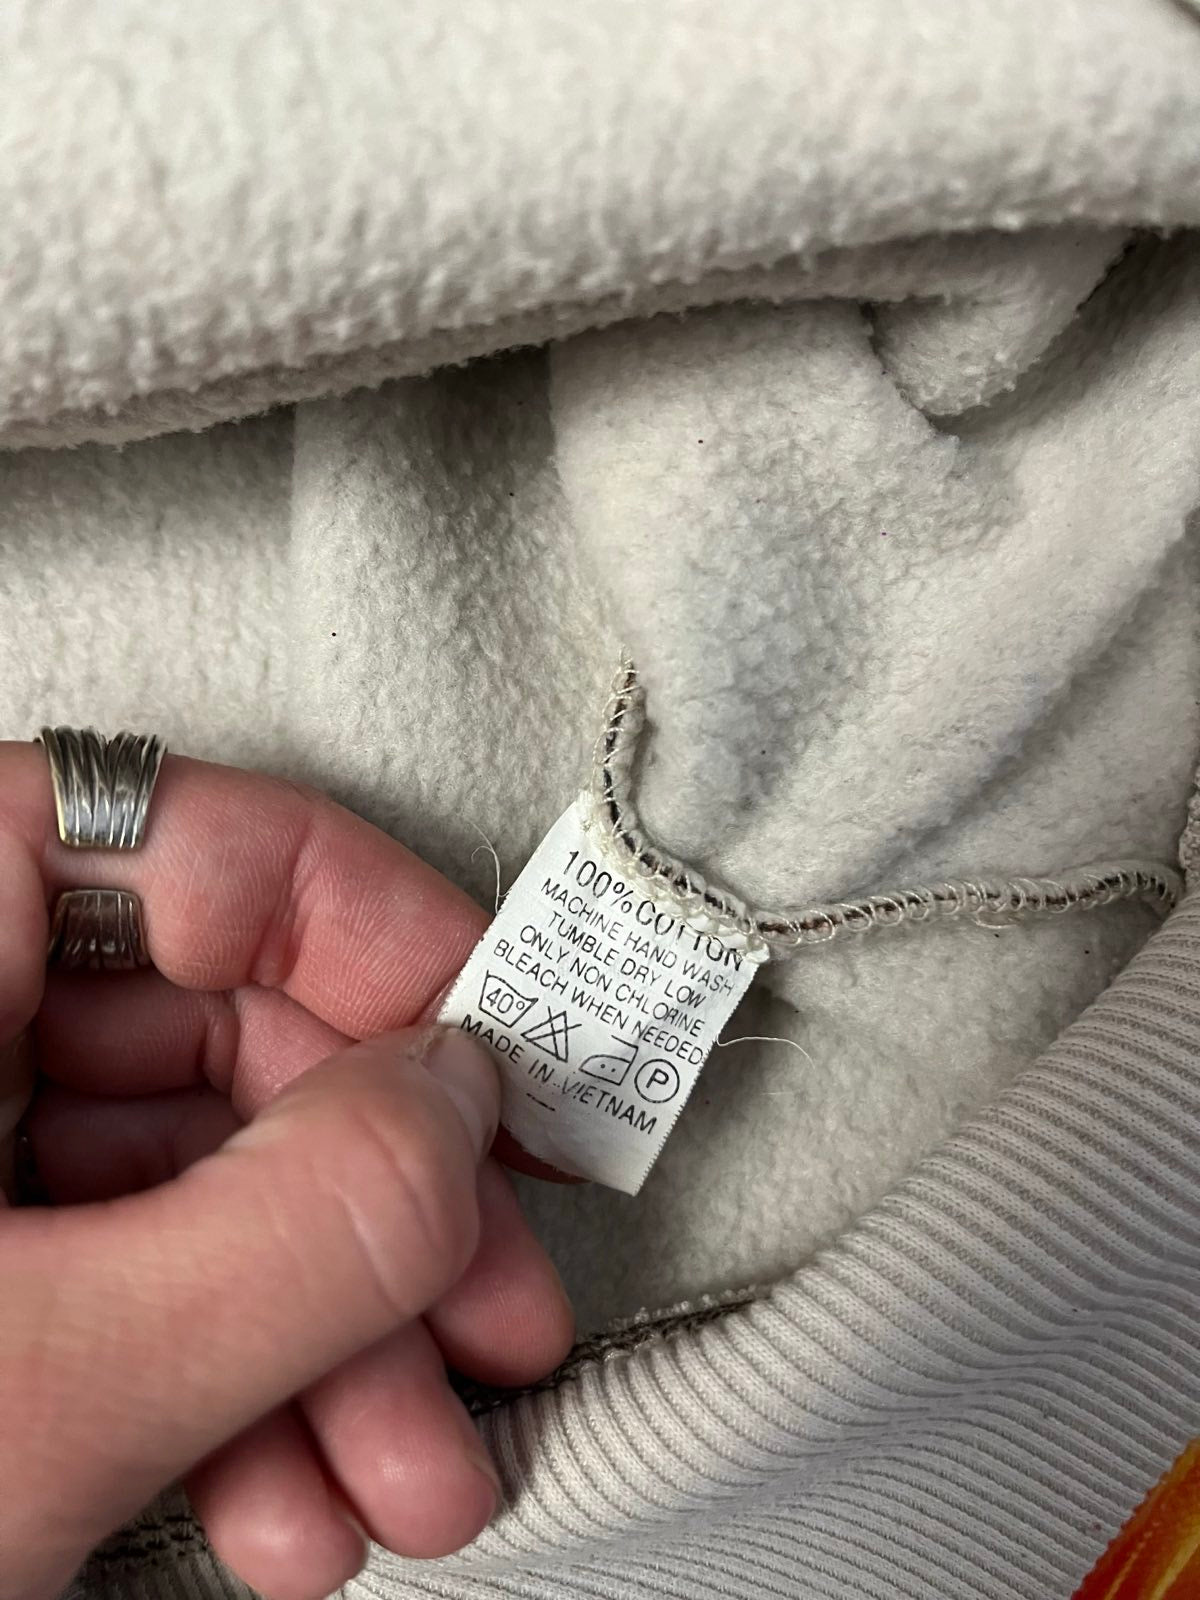 100% COTTON
MACHINE HAND WASH
TUMBLE DRY LOW
ONLY NON CHLORINE
BLEACH WHEN NEEDED
40° P
MADE IN VIETNAM